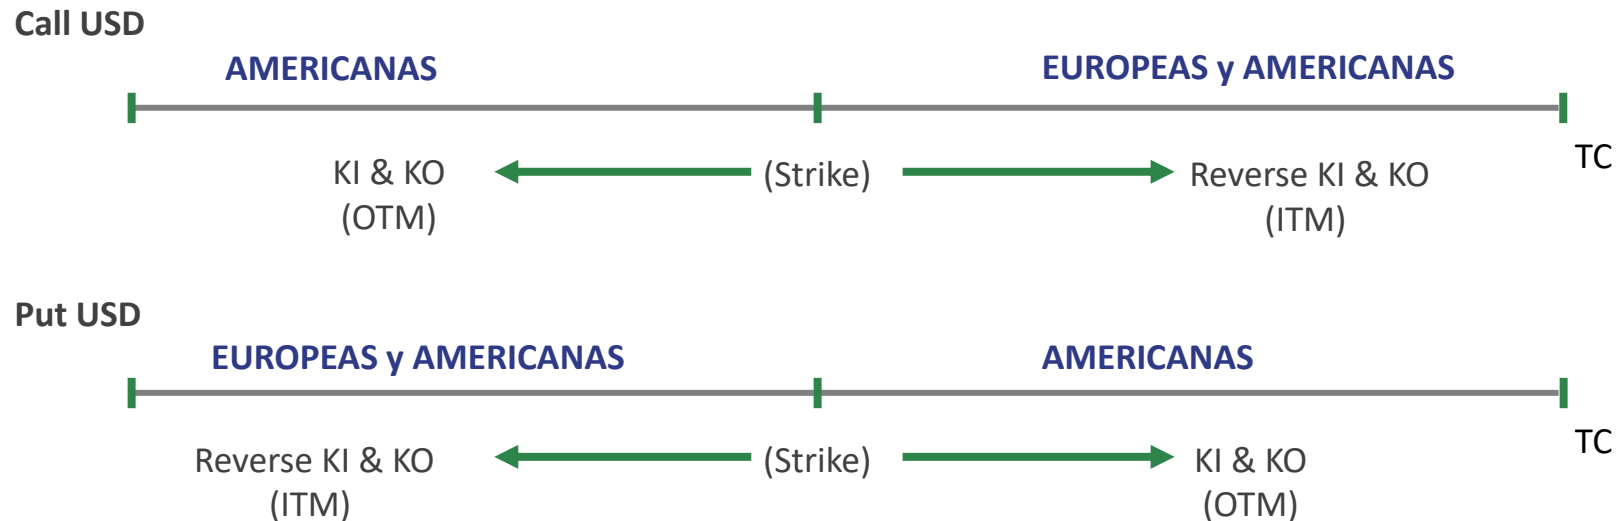 Call USD
AMERICANAS
EUROPEAS y AMERICANAS
TC
KI & KO
(OTM)
(Strike)
Reverse KI & KO
(ITM)
Put USD
EUROPEAS y AMERICANAS
AMERICANAS
TC
Reverse KI & KO
(ITM)
(Strike)
KI & KO
(OTM)